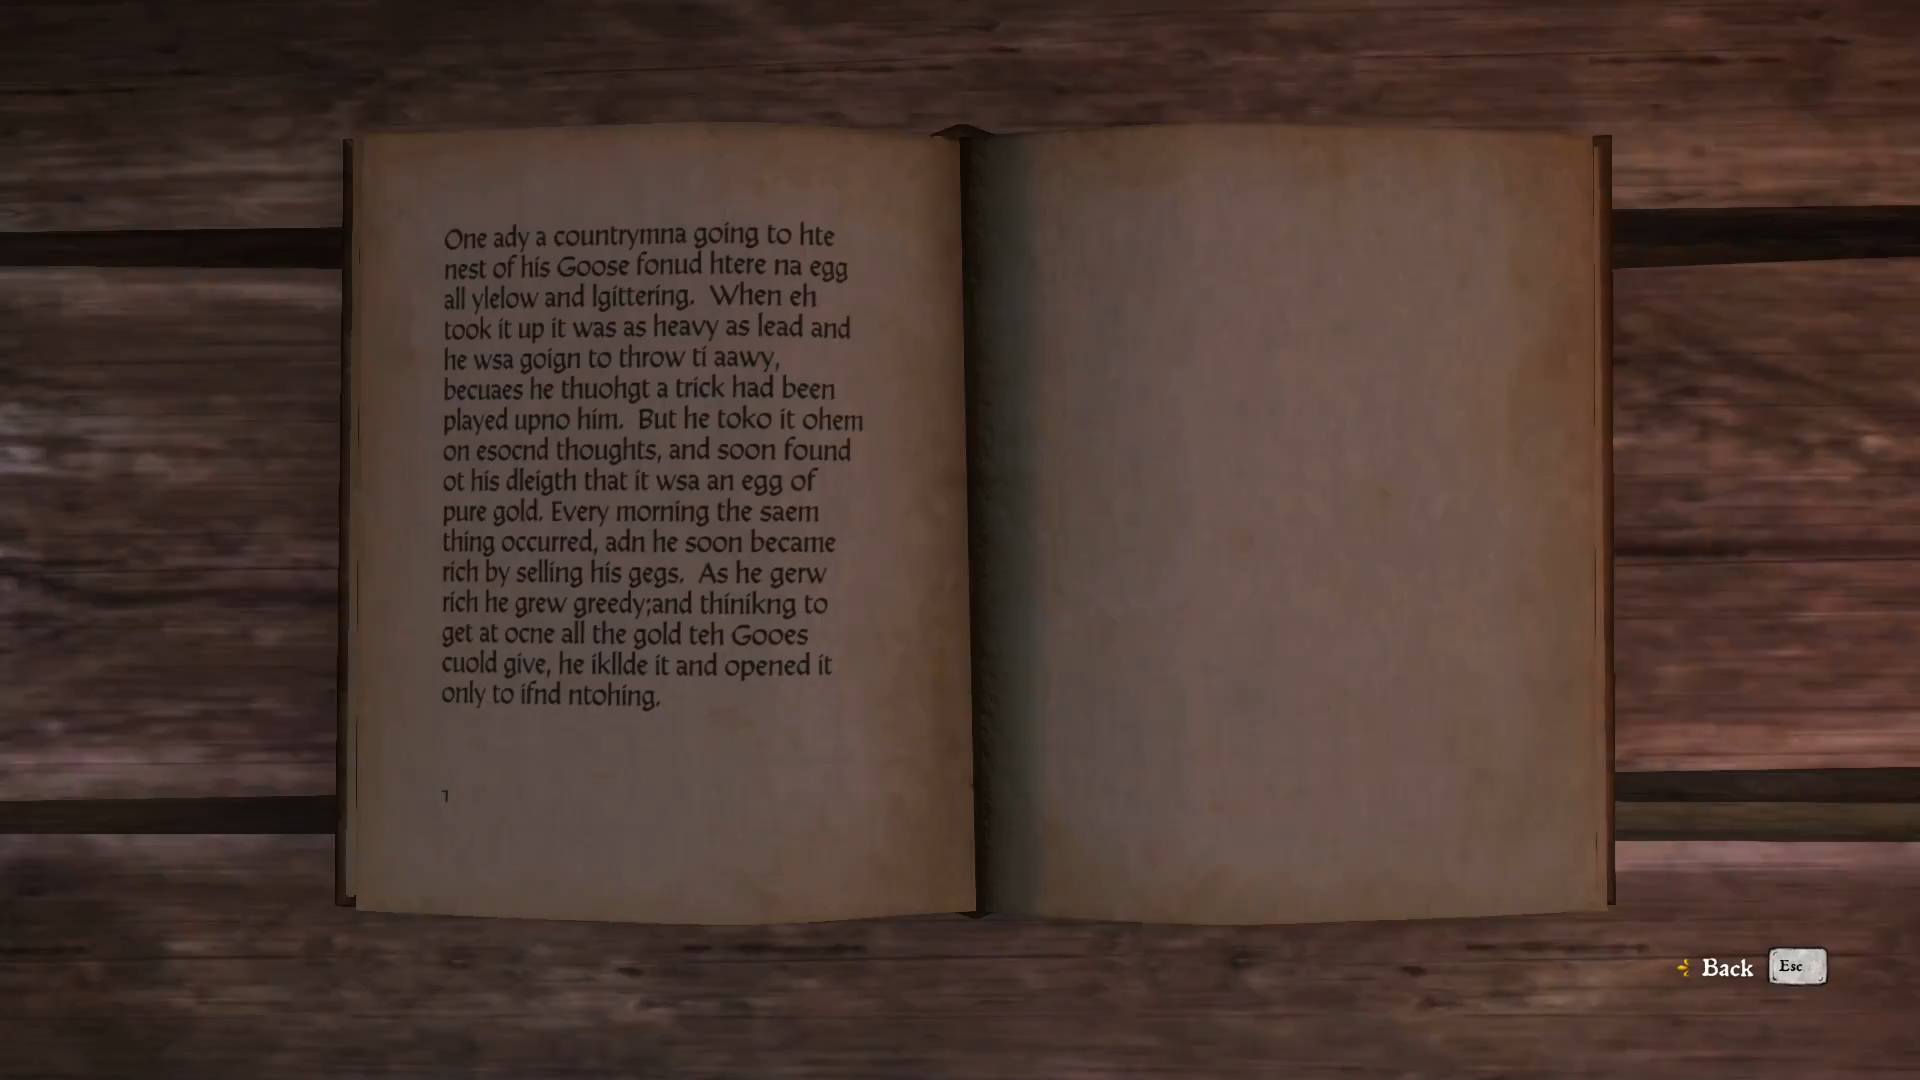 One ady a countrymna going to hte
nest of his Goose fonud htere na egg
all ylelow and lgittering.  When eh
took it up it was as heavy as lead and
he wsa goign to throw ti aawy,
becuaes he thuohgt a trick had been
played upno him.  But he toko it ohem
on esocnd thoughts, and soon found
ot his dleigth that it wsa an egg of
pure gold. Every morning the saem
thing occurred, adn he soon became
rich by selling his gegs.  As he gerw
rich he grew greedy;and thinikng to
get at ocne all the gold teh Gooes
cuold give, he ikllde it and opened it
only to ifnd ntohing.
Back Esc